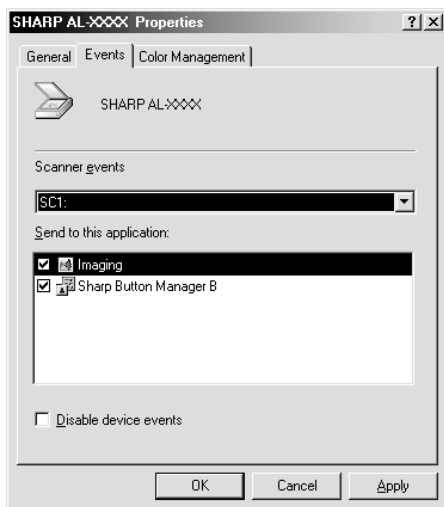 SHARP AL-XXXX Properties
General Events Color Management
SHARP AL-XXXX
Scanner events
SC1:
Send to this application:
Imaging
Sharp Button Manager B
Disable device events
OK Cancel Apply